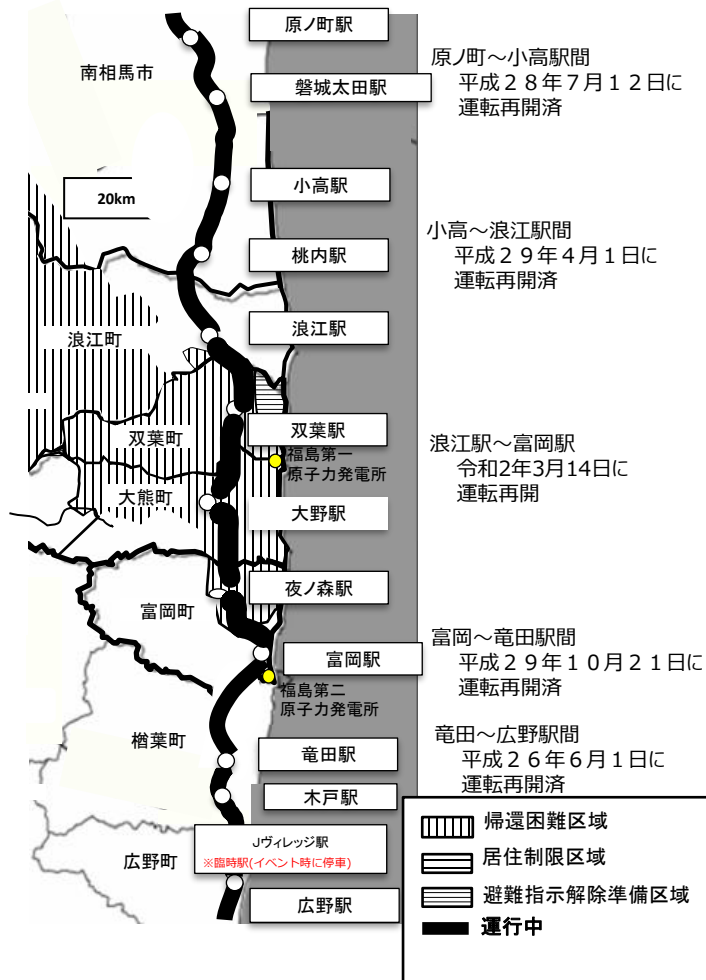 原ノ町駅
南相馬市
磐城太田駅
原ノ町～小高駅間
平成２８年７月１２日に
運転再開済
20km
小高駅
桃内駅
小高～浪江駅間
平成２９年４月１日に
運転再開済
浪江駅
浪江町
双葉駅
双葉町
福島第一
原子力発電所
浪江駅～富岡駅
令和2年3月14日に
運転再開
大熊町
大野駅
夜ノ森駅
富岡町
富岡駅
富岡～竜田駅間
平成２９年１０月２１日に
運転再開済
福島第二
原子力発電所
楢葉町
竜田駅
竜田～広野駅間
平成２６年６月１日に
運転再開済
木戸駅
Jヴィレッジ駅
※臨時駅(イベント時に停車)
広野町
広野駅
帰還困難区域
居住制限区域
避難指示解除準備区域
運行中